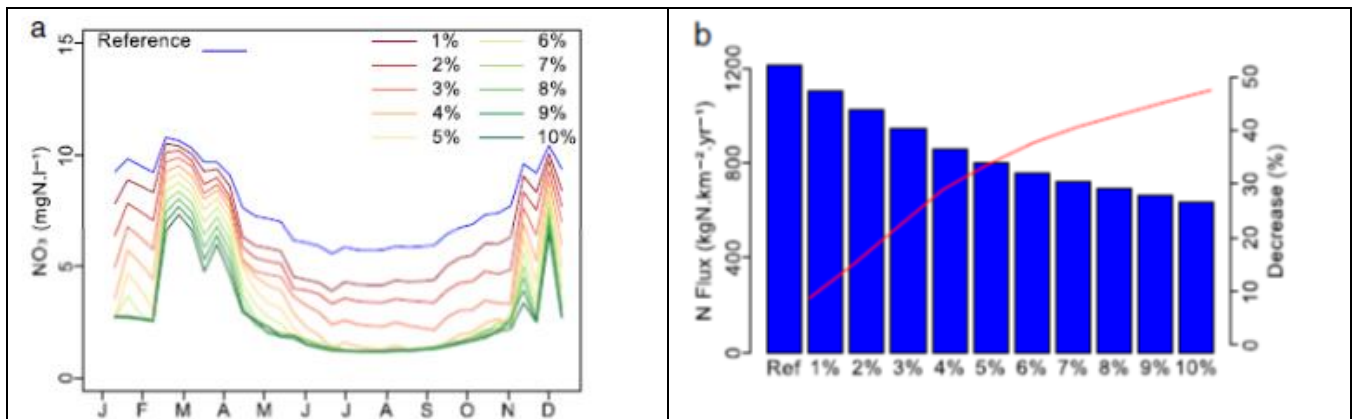 a
Reference
1% 6%
2% 7%
3% 8%
4% 9%
5% 10%
15
10
5
0
NO₃ (mgN.l⁻¹)
J F M A M J J A S O N D
b
1200
800
400
0
N Flux (kgN.km⁻².yr⁻¹)
50
40
30
20
10
0
Decrease (%)
Ref 1% 2% 3% 4% 5% 6% 7% 8% 9% 10%